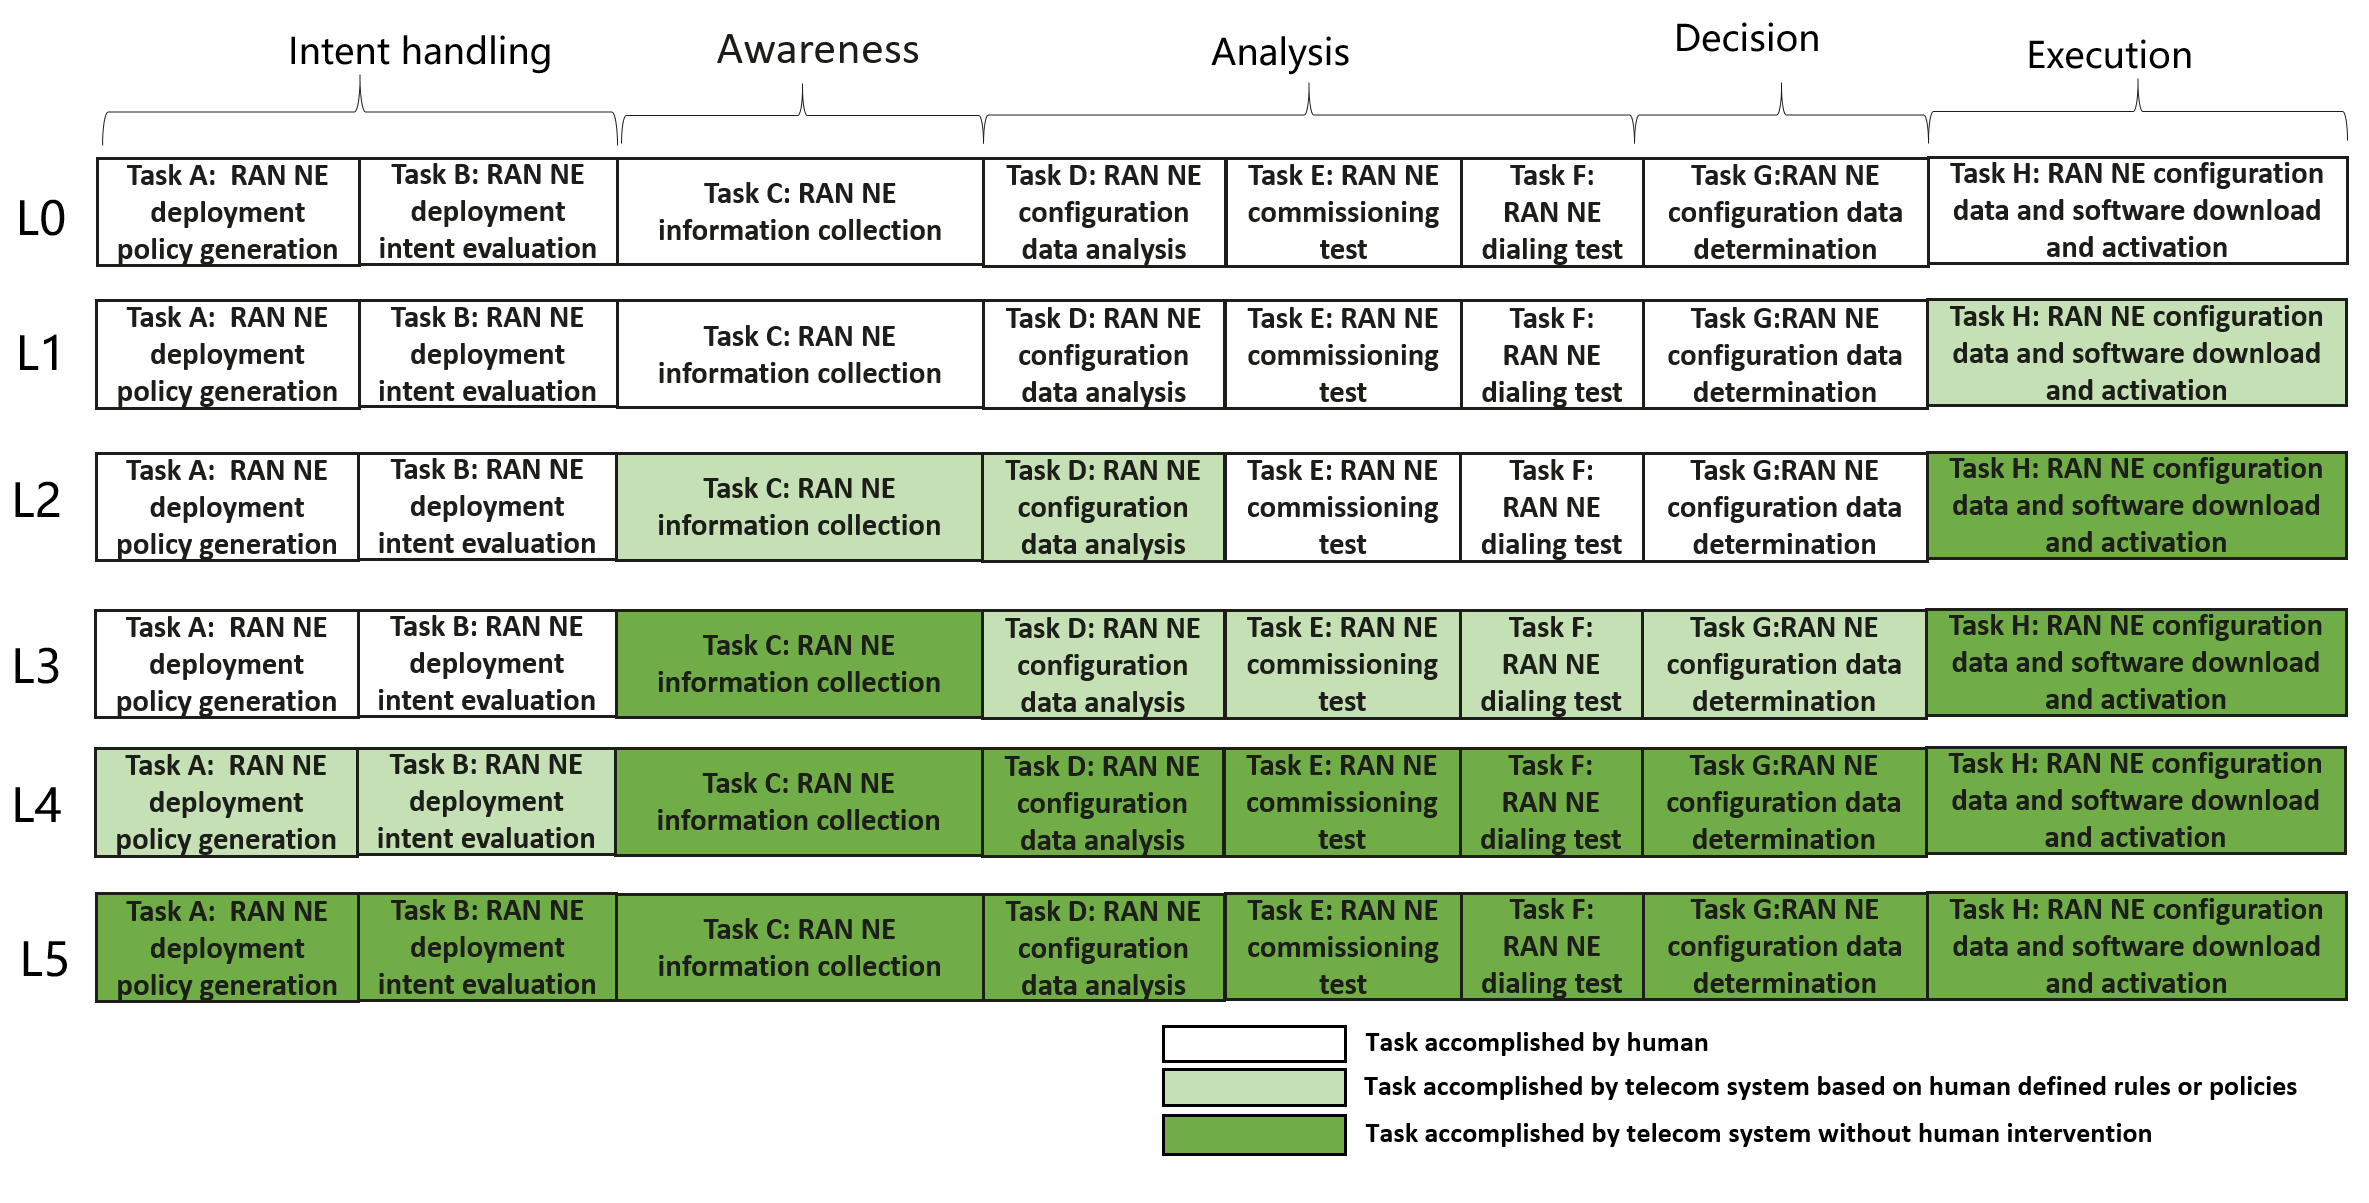 Intent handling
Awareness
Analysis
Decision
Execution
L0
Task A: RAN NE
deployment
policy generation
Task B: RAN NE
deployment
intent evaluation
Task C: RAN NE
information collection
Task D: RAN NE
configuration
data analysis
Task E: RAN NE
commissioning
test
Task F:
RAN NE
dialing test
Task G:RAN NE
configuration data
determination
Task H: RAN NE configuration
data and software download
and activation
L1
Task A: RAN NE
deployment
policy generation
Task B: RAN NE
deployment
intent evaluation
Task C: RAN NE
information collection
Task D: RAN NE
configuration
data analysis
Task E: RAN NE
commissioning
test
Task F:
RAN NE
dialing test
Task G:RAN NE
configuration data
determination
Task H: RAN NE configuration
data and software download
and activation
L2
Task A: RAN NE
deployment
policy generation
Task B: RAN NE
deployment
intent evaluation
Task C: RAN NE
information collection
Task D: RAN NE
configuration
data analysis
Task E: RAN NE
commissioning
test
Task F:
RAN NE
dialing test
Task G:RAN NE
configuration data
determination
Task H: RAN NE configuration
data and software download
and activation
L3
Task A: RAN NE
deployment
policy generation
Task B: RAN NE
deployment
intent evaluation
Task C: RAN NE
information collection
Task D: RAN NE
configuration
data analysis
Task E: RAN NE
commissioning
test
Task F:
RAN NE
dialing test
Task G:RAN NE
configuration data
determination
Task H: RAN NE configuration
data and software download
and activation
L4
Task A: RAN NE
deployment
policy generation
Task B: RAN NE
deployment
intent evaluation
Task C: RAN NE
information collection
Task D: RAN NE
configuration
data analysis
Task E: RAN NE
commissioning
test
Task F:
RAN NE
dialing test
Task G:RAN NE
configuration data
determination
Task H: RAN NE configuration
data and software download
and activation
L5
Task A: RAN NE
deployment
policy generation
Task B: RAN NE
deployment
intent evaluation
Task C: RAN NE
information collection
Task D: RAN NE
configuration
data analysis
Task E: RAN NE
commissioning
test
Task F:
RAN NE
dialing test
Task G:RAN NE
configuration data
determination
Task H: RAN NE configuration
data and software download
and activation
Task accomplished by human
Task accomplished by telecom system based on human defined rules or policies
Task accomplished by telecom system without human intervention